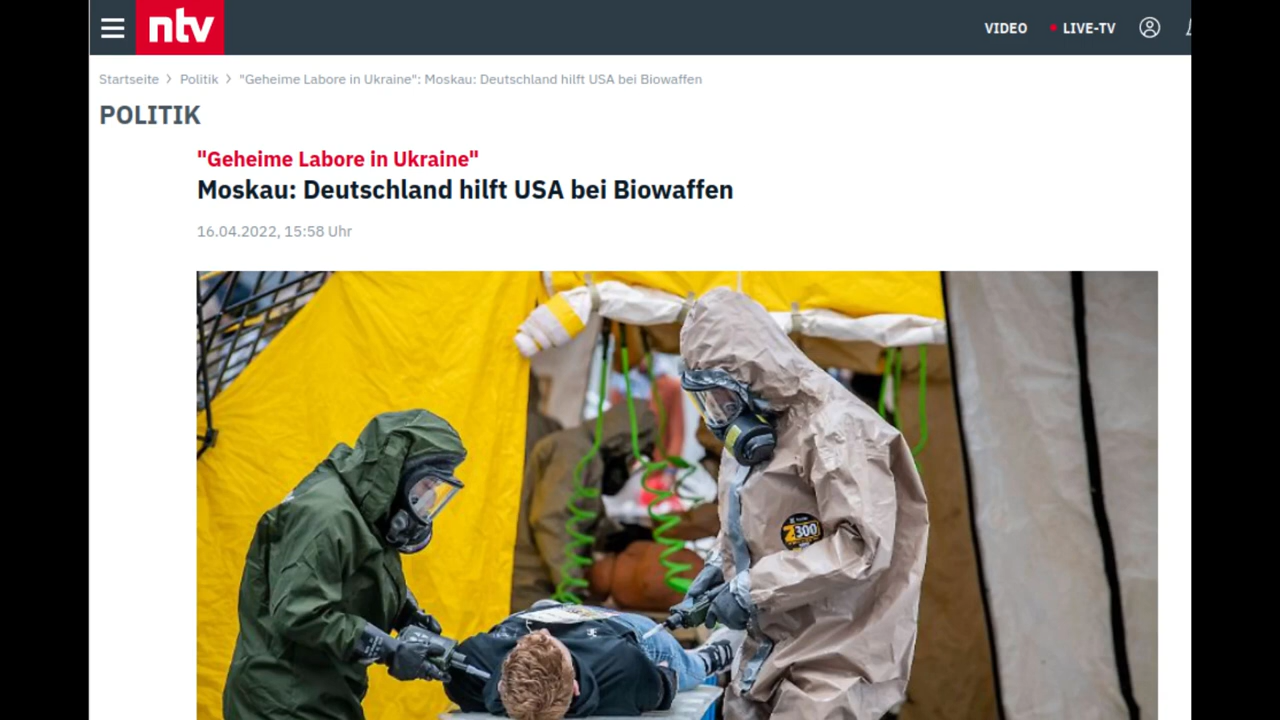 ntv
VIDEO
LIVE-TV
Startseite > Politik > "Geheime Labore in Ukraine": Moskau: Deutschland hilft USA bei Biowaffen
POLITIK
"Geheime Labore in Ukraine"
Moskau: Deutschland hilft USA bei Biowaffen
16.04.2022, 15:58 Uhr
Z300